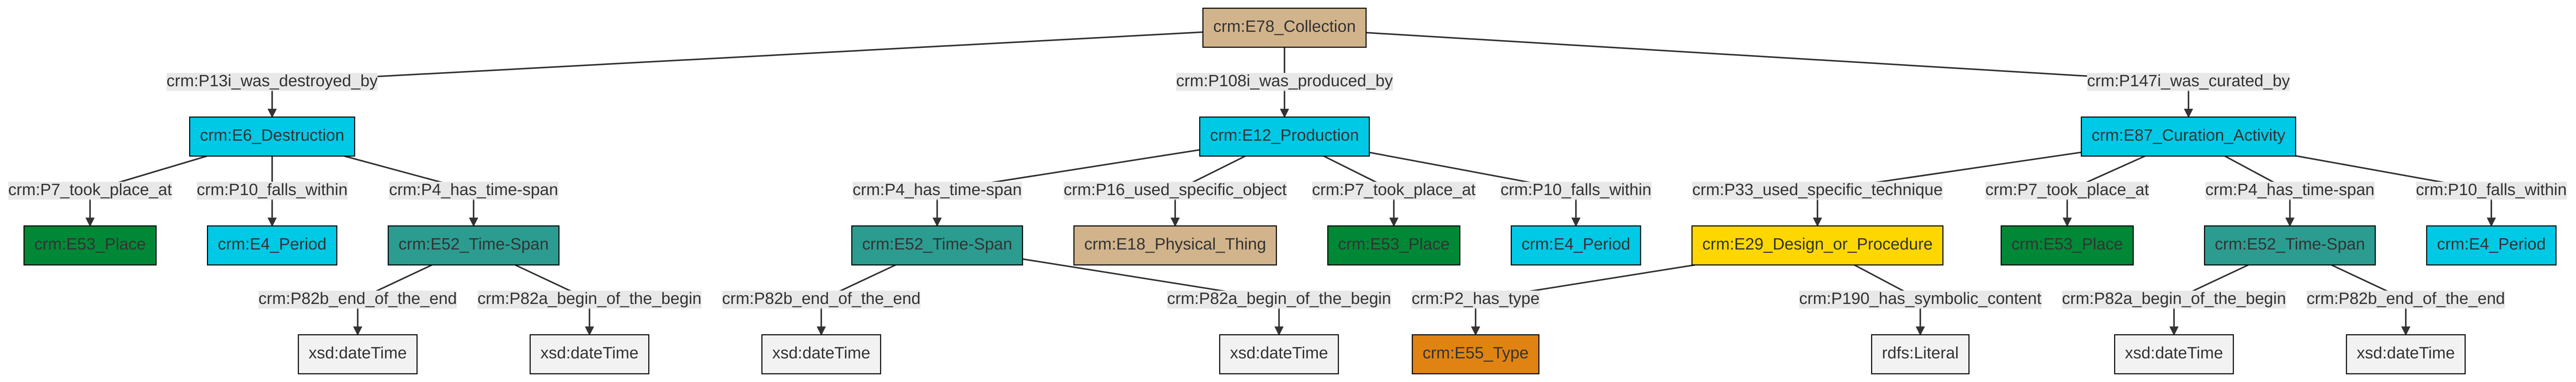 crm:E78_Collection
crm:P13i_was_destroyed_by
crm:P108i_was_produced_by
crm:P147i_was_curated_by
crm:E6_Destruction
crm:E12_Production
crm:E87_Curation_Activity
crm:P7_took_place_at
crm:P10_falls_within
crm:P4_has_time-span
crm:P4_has_time-span
crm:P16_used_specific_object
crm:P7_took_place_at
crm:P10_falls_within
crm:P33_used_specific_technique
crm:P7_took_place_at
crm:P4_has_time-span
crm:P10_falls_within
crm:E53_Place
crm:E4_Period
crm:E52_Time-Span
crm:E52_Time-Span
crm:E18_Physical_Thing
crm:E53_Place
crm:E4_Period
crm:E29_Design_or_Procedure
crm:E53_Place
crm:E52_Time-Span
crm:E4_Period
crm:P82b_end_of_the_end
crm:P82a_begin_of_the_begin
crm:P82b_end_of_the_end
crm:P82a_begin_of_the_begin
crm:P2_has_type
crm:P190_has_symbolic_content
crm:P82a_begin_of_the_begin
crm:P82b_end_of_the_end
xsd:dateTime
xsd:dateTime
xsd:dateTime
xsd:dateTime
crm:E55_Type
rdfs:Literal
xsd:dateTime
xsd:dateTime